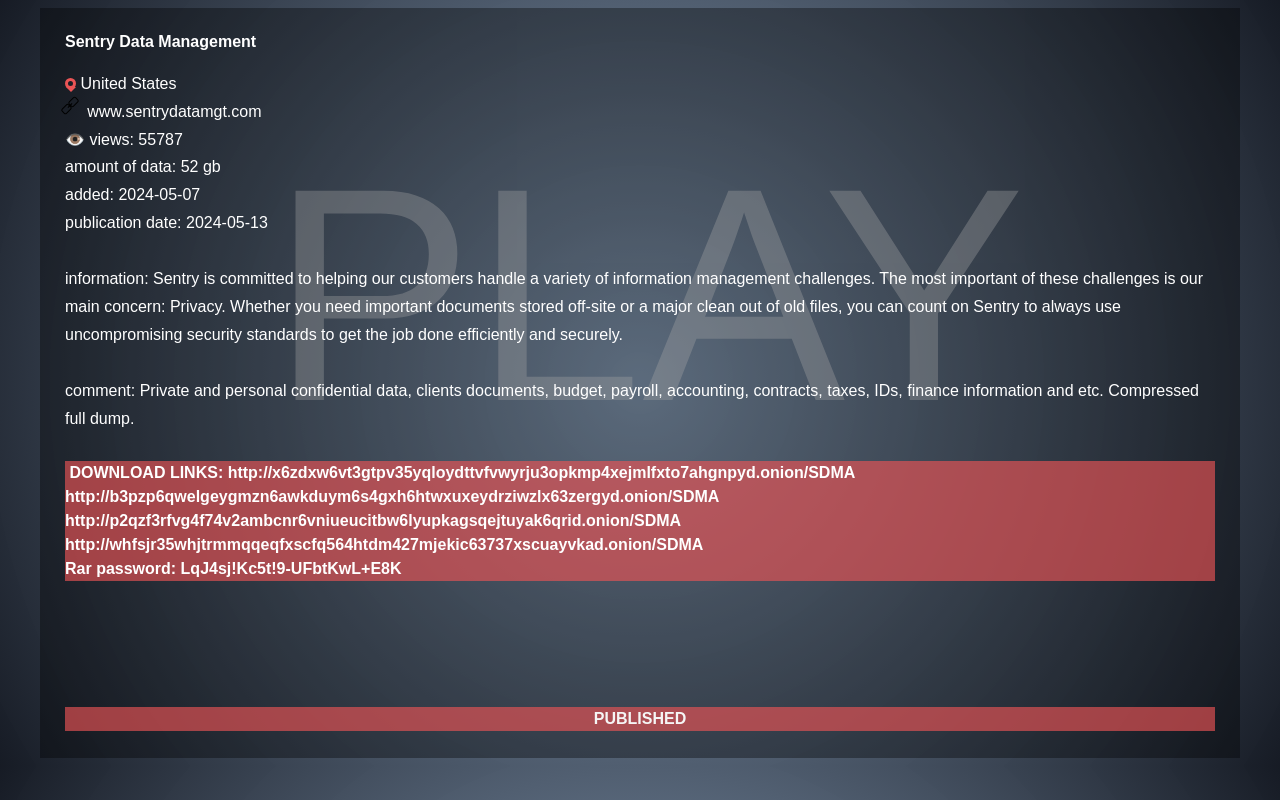 Sentry Data Management
United States
www.sentrydatamgt.com
views: 55787
amount of data: 52 gb
added: 2024-05-07
publication date: 2024-05-13
PLAY
information: Sentry is committed to helping our customers handle a variety of information management challenges. The most important of these challenges is our
main concern: Privacy. Whether you need important documents stored off-site or a major clean out of old files, you can count on Sentry to always use
uncompromising security standards to get the job done efficiently and securely.
comment: Private and personal confidential data, clients documents, budget, payroll, accounting, contracts, taxes, IDs, finance information and etc. Compressed
full dump.
DOWNLOAD LINKS: http://x6zdxw6vt3gtpv35yqloydttvfvwyrju3opkmp4xejmlfxto7ahgnpyd.onion/SDMA
http://b3pzp6qwelgeygmzn6awkduym6s4gxh6htwxuxeydrziwzlx63zergyd.onion/SDMA
http://p2qzf3rfvg4f74v2ambcnr6vniueucitbw6lyupkagsqejtuyak6qrid.onion/SDMA
http://whfsjr35whjtrmmqqeqfxscfq564htdm427mjekic63737xscuayvkad.onion/SDMA
Rar password: LqJ4sj!Kc5t!9-UFbtKwL+E8K
PUBLISHED